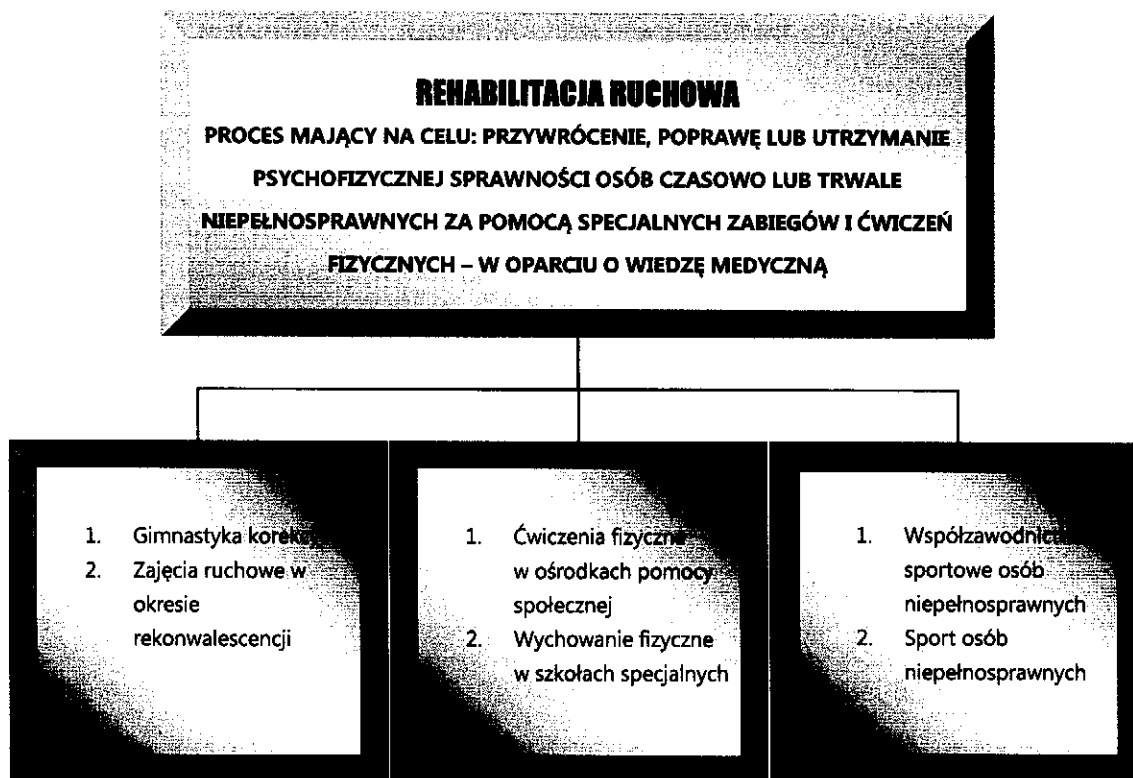 REHABILITACJA RUCHOWA
PROCES MAJĄCY NA CELU: PRZYWRÓCENIE, POPRAWĘ LUB UTRZYMANIE
PSYCHOFIZYCZNEJ SPRAWNOŚCI OSÓB CZASOWO LUB TRWALE
NIEPEŁNOSPRAWNYCH ZA POMOCĄ SPECJALNYCH ZABIEGÓW I ĆWICZEŃ
FIZYCZNYCH – W OPARCIU O WIEDZĘ MEDYCZNĄ
1. Gimnastyka
2. Zajęcia ruchowe w
okresie
rekonwalescencji
1. Ćwiczenia fizyczne
w ośrodkach pomocy
społecznej
2. Wychowanie fizyczne
w szkołach specjalnych
1.
sportowe osób
niepełnosprawnych
2. Sport osób
niepełnosprawnych